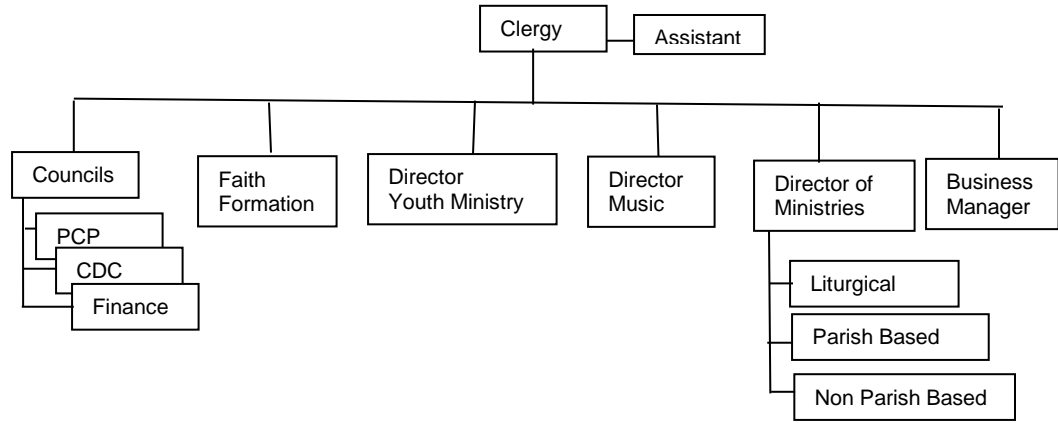 Clergy
Assistant
Councils
PCP
CDC
Finance
Faith
Formation
Director
Youth Ministry
Director
Music
Director of
Ministries
Liturgical
Parish Based
Non Parish Based
Business
Manager